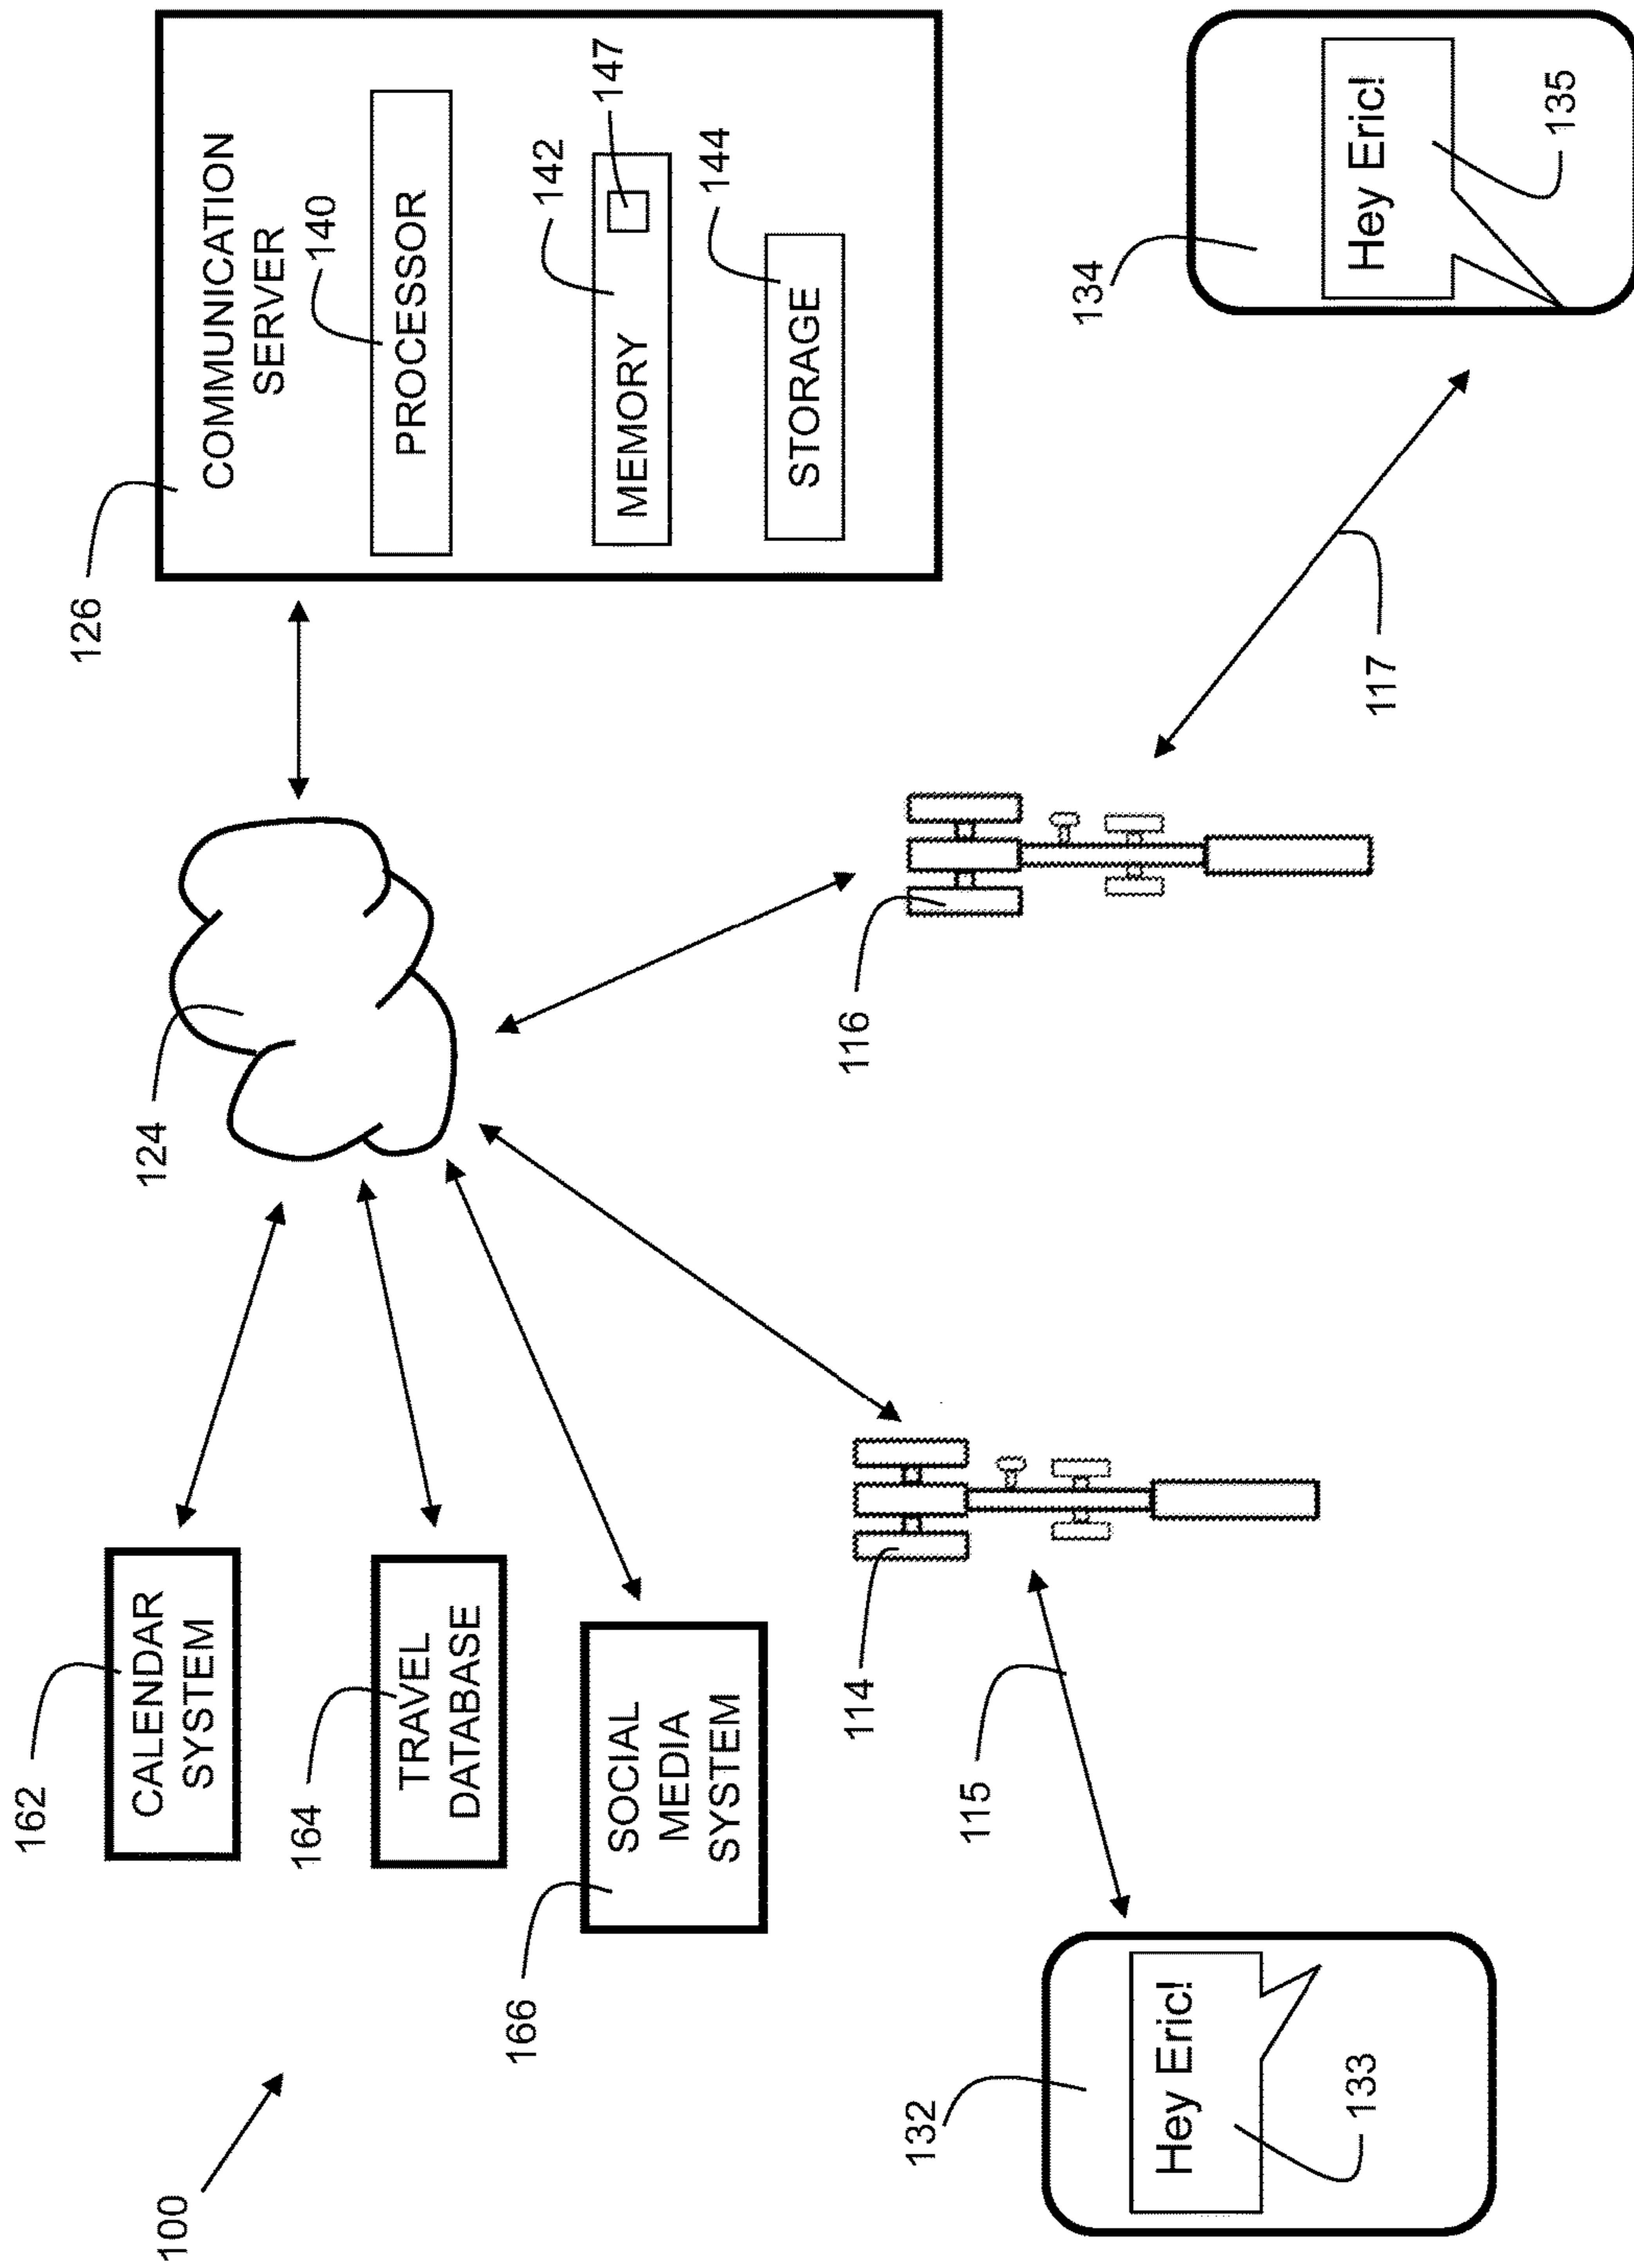 100
162
CALENDAR
SYSTEM
164
TRAVEL
DATABASE
166
SOCIAL
MEDIA
SYSTEM
124
126
COMMUNICATION
SERVER
140
PROCESSOR
142
147
MEMORY
144
STORAGE
114
116
115
117
132
Hey Eric!
133
134
Hey Eric!
135